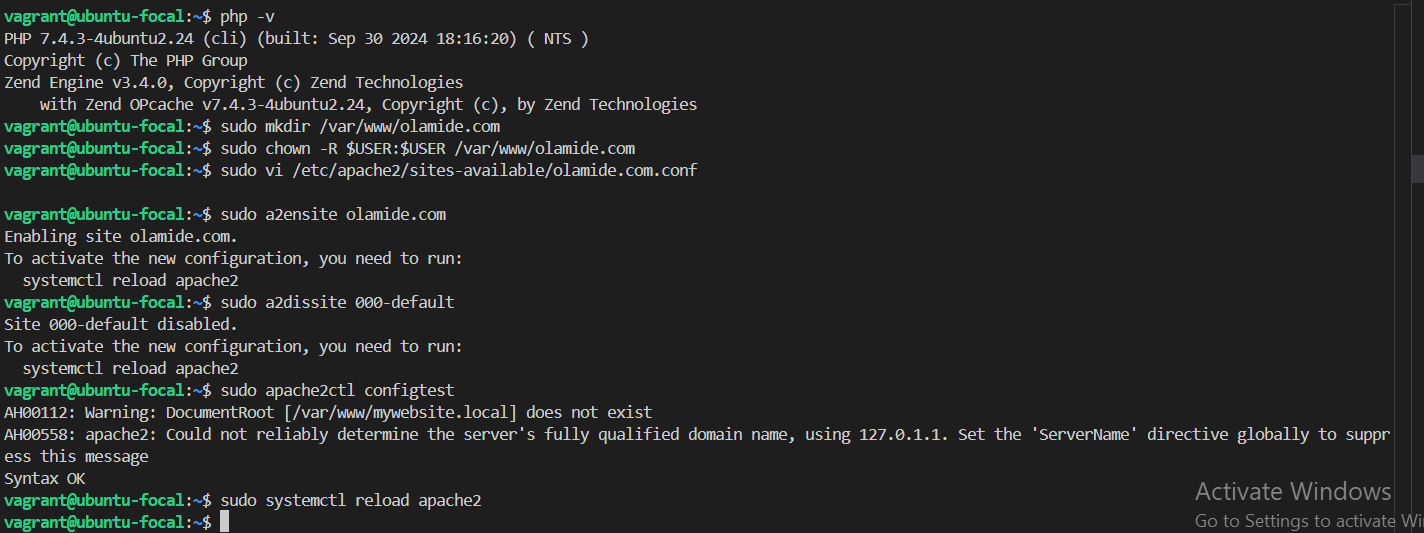 vagrant@ubuntu-focal:~$ php -v
PHP 7.4.3-4ubuntu2.24 (cli) (built: Sep 30 2024 18:16:20) ( NTS )
Copyright (c) The PHP Group
Zend Engine v3.4.0, Copyright (c) Zend Technologies
    with Zend OPcache v7.4.3-4ubuntu2.24, Copyright (c), by Zend Technologies
vagrant@ubuntu-focal:~$ sudo mkdir /var/www/olamide.com
vagrant@ubuntu-focal:~$ sudo chown -R $USER:$USER /var/www/olamide.com
vagrant@ubuntu-focal:~$ sudo vi /etc/apache2/sites-available/olamide.com.conf
vagrant@ubuntu-focal:~$ sudo a2ensite olamide.com
Enabling site olamide.com.
To activate the new configuration, you need to run:
  systemctl reload apache2
vagrant@ubuntu-focal:~$ sudo a2dissite 000-default
Site 000-default disabled.
To activate the new configuration, you need to run:
  systemctl reload apache2
vagrant@ubuntu-focal:~$ sudo apache2ctl configtest
AH00112: Warning: DocumentRoot [/var/www/mywebsite.local] does not exist
AH00558: apache2: Could not reliably determine the server's fully qualified domain name, using 127.0.1.1. Set the 'ServerName' directive globally to suppr
ess this message
Syntax OK
vagrant@ubuntu-focal:~$ sudo systemctl reload apache2
vagrant@ubuntu-focal:~$
Activate Windows
Go to Settings to activate Wi